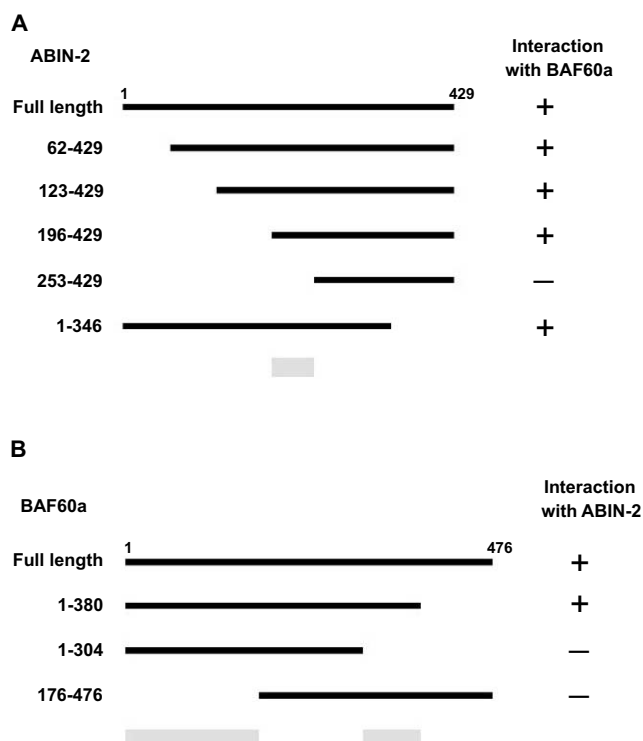 A
ABIN-2
Interaction
with BAF60a
1 429
Full length +
62-429 +
123-429 +
196-429 +
253-429 —
1-346 +
B
BAF60a
Interaction
with ABIN-2
1 476
Full length +
1-380 +
1-304 —
176-476 —